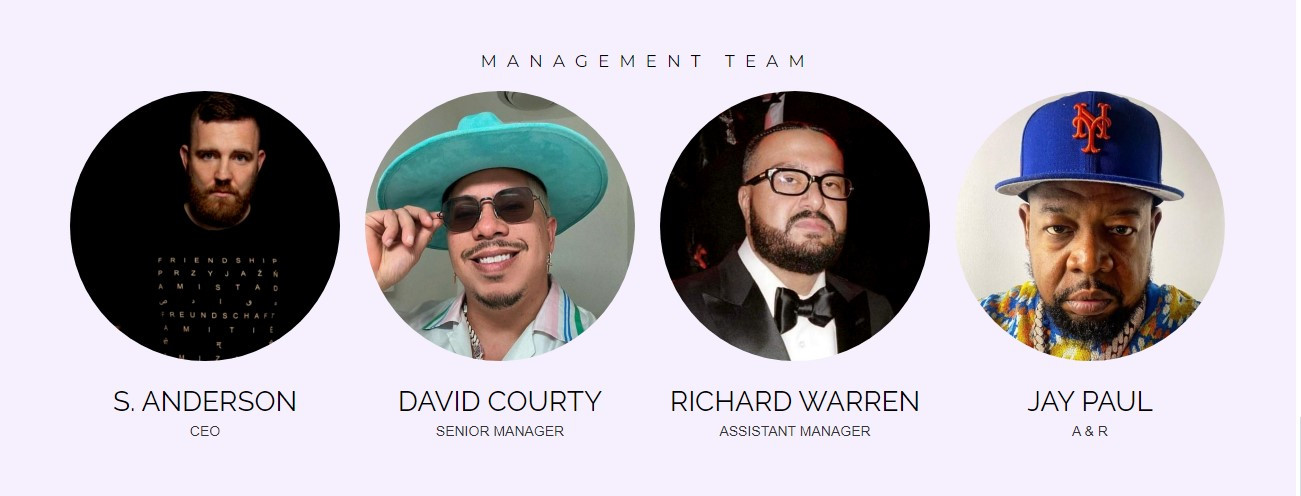 MANAGEMENT TEAM
FRIENDSHIP
PRZYJAŹŃ
AMISTAD
FREUNDSCHAFT
AMITIÉ
NY
S. ANDERSON
DAVID COURTY
RICHARD WARREN
JAY PAUL
CEO
SENIOR MANAGER
ASSISTANT MANAGER
A & R